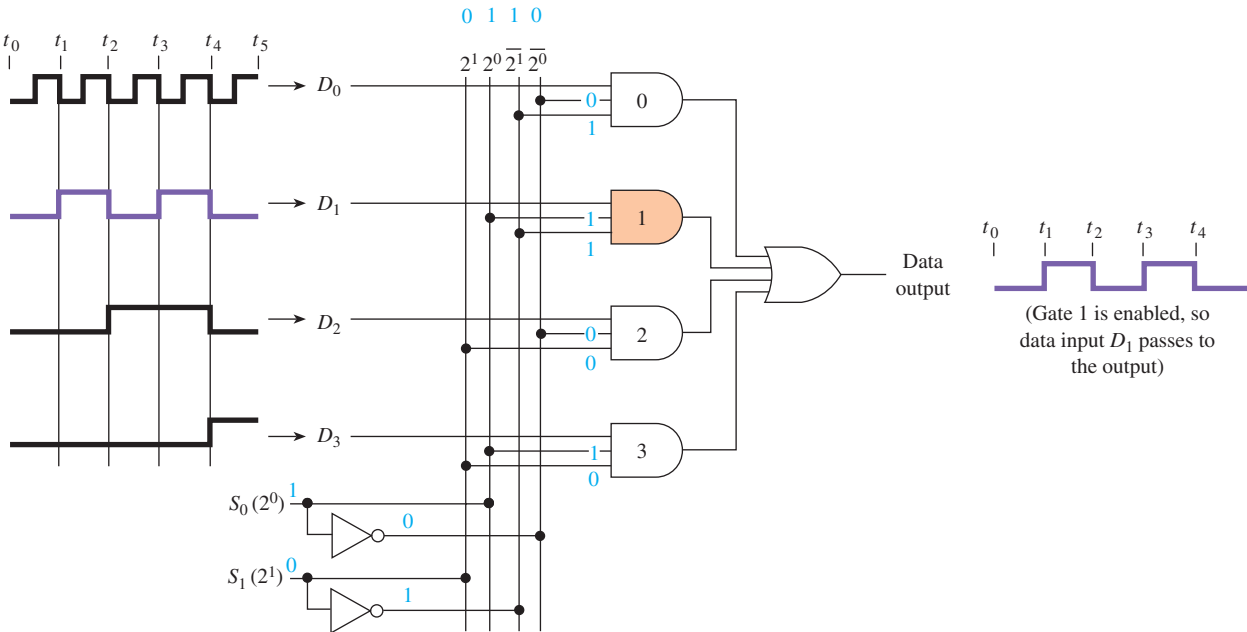 0 1 1 0
t₀ t₁ t₂ t₃ t₄ t₅
2¹ 2⁰ 2̅¹̅ 2̅⁰̅
D₀
0
0
1
D₁
1
1
1
t₀ t₁ t₂ t₃ t₄
Data
output
(Gate 1 is enabled, so
data input D₁ passes to
the output)
D₂
2
0
0
D₃
3
1
0
S₀ (2⁰) 1
0
S₁ (2¹) 0
1